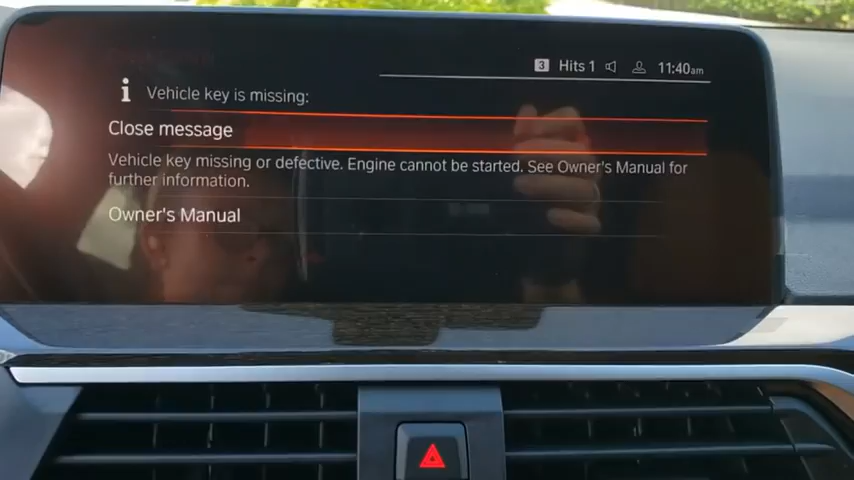 3 Hits 1 11:40am
i Vehicle key is missing!
Close message
Vehicle key missing or defective. Engine cannot be started. See Owner's Manual for
further information.
Owner's Manual